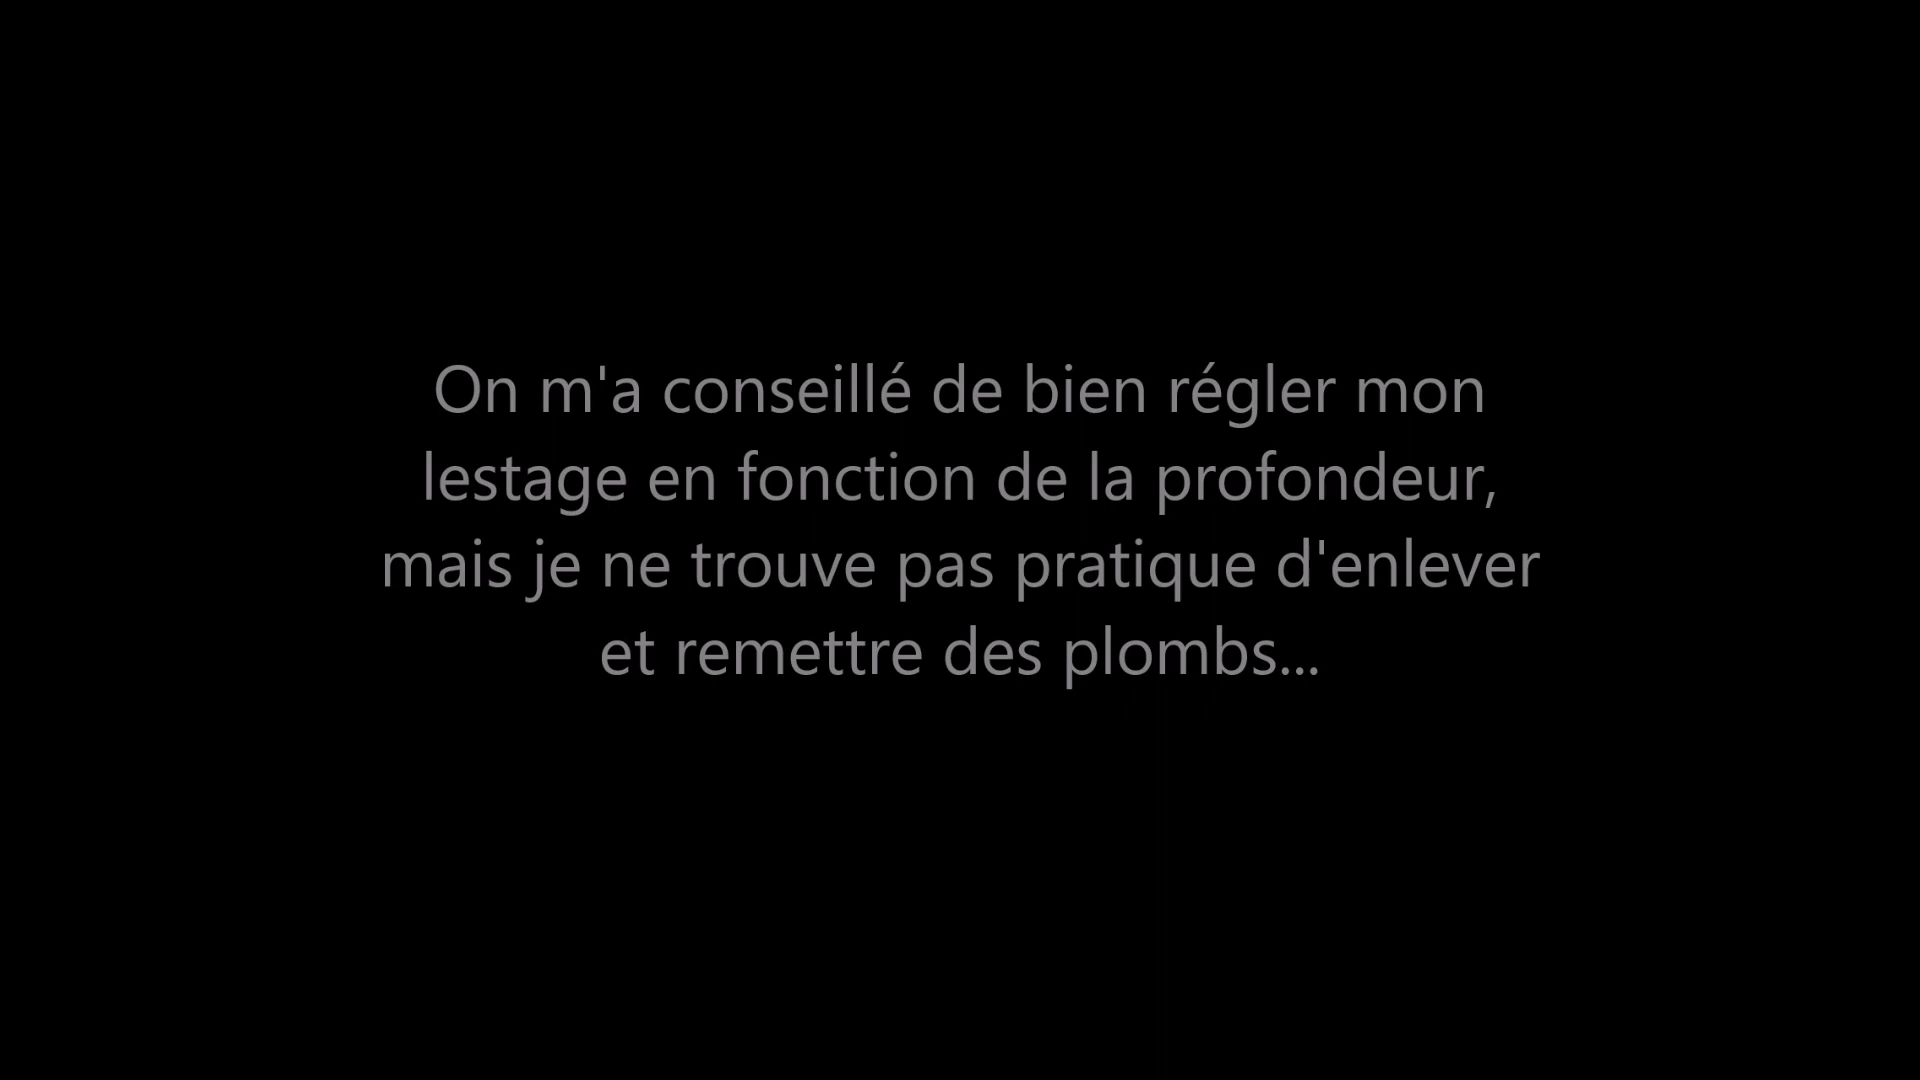 On m'a conseillé de bien régler mon
lestage en fonction de la profondeur,
mais je ne trouve pas pratique d'enlever
et remettre des plombs...